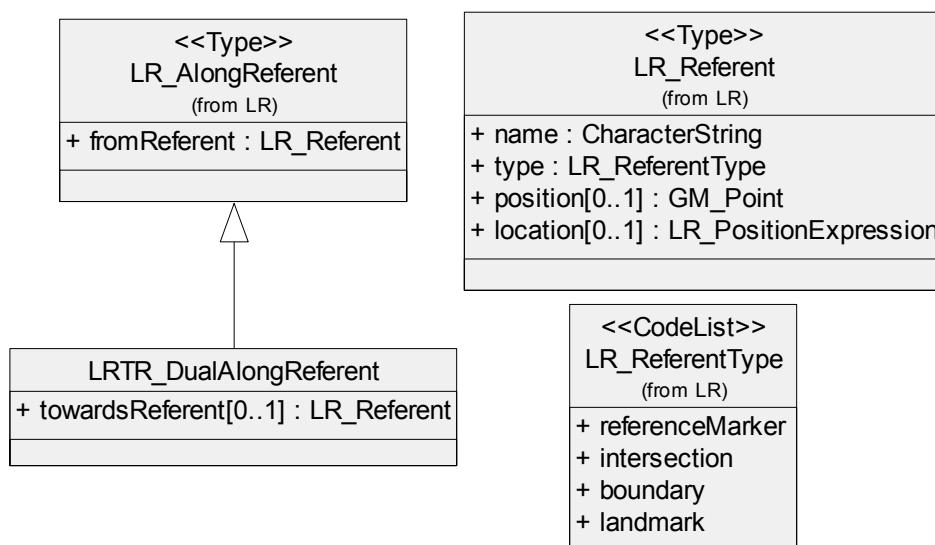 <<Type>>
LR_AlongReferent
(from LR)
+ fromReferent : LR_Referent
<<Type>>
LR_Referent
(from LR)
+ name : CharacterString
+ type : LR_ReferentType
+ position[0..1] : GM_Point
+ location[0..1] : LR_PositionExpression
LRTR_DualAlongReferent
+ towardsReferent[0..1] : LR_Referent
<<CodeList>>
LR_ReferentType
(from LR)
+ referenceMarker
+ intersection
+ boundary
+ landmark